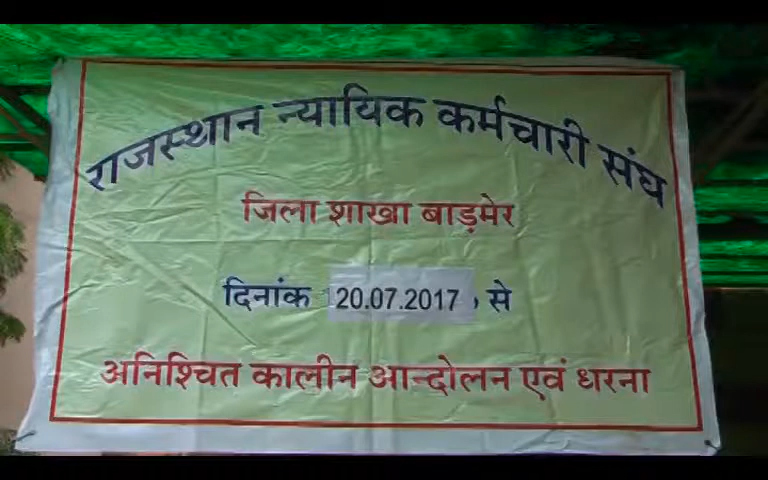 राजस्थान न्यायिक कर्मचारी संघ
जिला शाखा बाड़मेर
दिनांक 20.07.2017 , से
अनिश्चित कालीन आन्दोलन एवं धरना